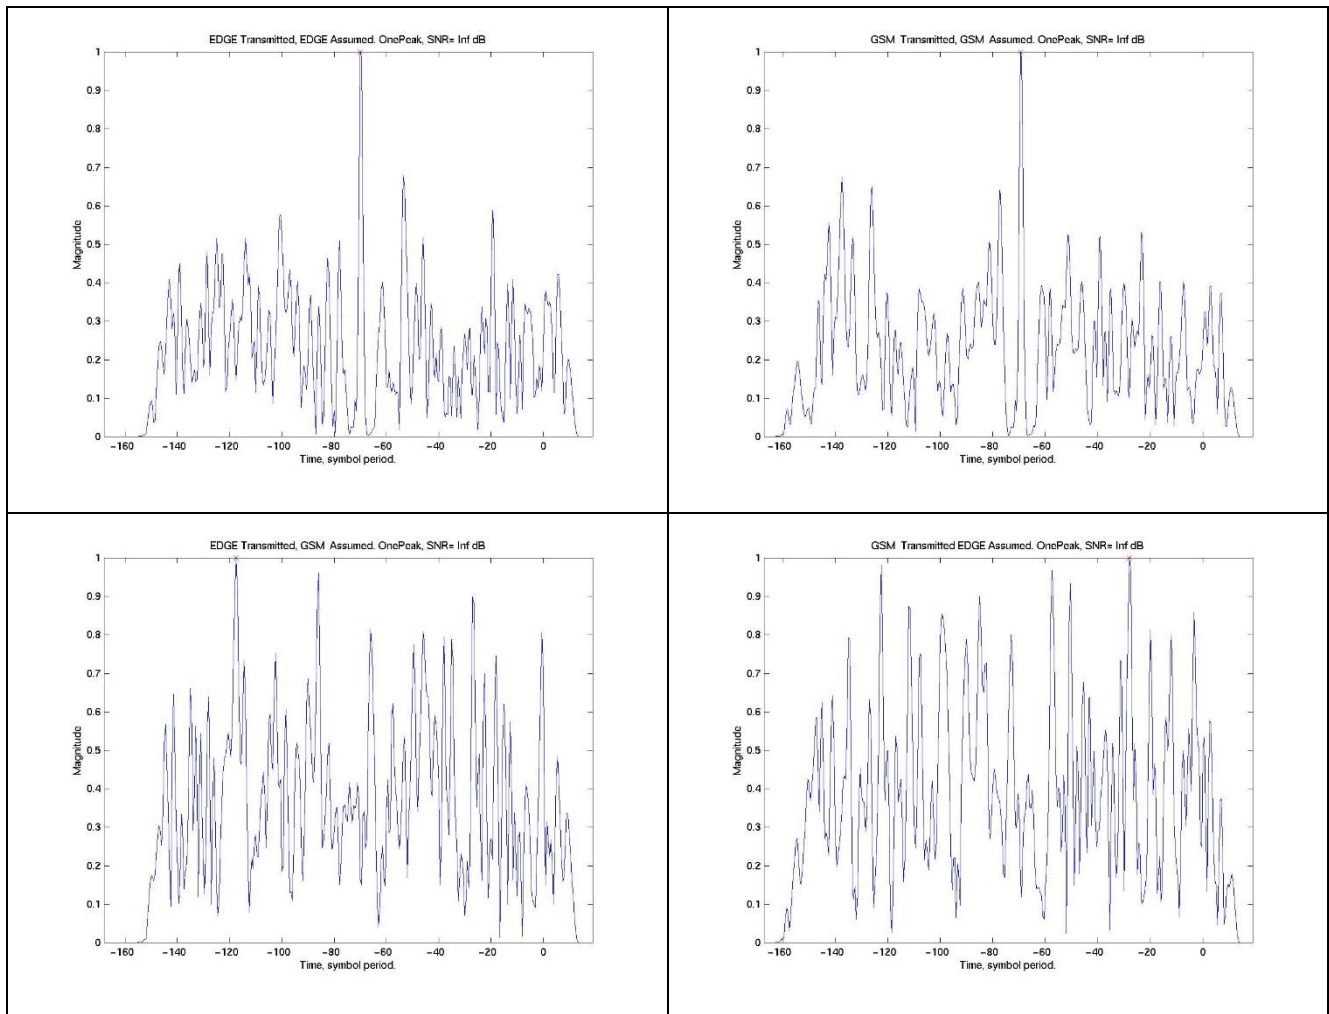 EDGE Transmitted, EDGE Assumed. OnePeak, SNR= Inf dB
1
0.9
0.8
0.7
0.6
0.5
0.4
0.3
0.2
0.1
0
Magnitude
−160 −140 −120 −100 −80 −60 −40 −20 0
Time, symbol period.
GSM Transmitted, GSM Assumed. OnePeak, SNR= Inf dB
1
0.9
0.8
0.7
0.6
0.5
0.4
0.3
0.2
0.1
0
Magnitude
−160 −140 −120 −100 −80 −60 −40 −20 0
Time, symbol period.
EDGE Transmitted, GSM Assumed. OnePeak, SNR= Inf dB
1
0.9
0.8
0.7
0.6
0.5
0.4
0.3
0.2
0.1
0
Magnitude
−160 −140 −120 −100 −80 −60 −40 −20 0
Time, symbol period.
GSM Transmitted EDGE Assumed. OnePeak, SNR= Inf dB
1
0.9
0.8
0.7
0.6
0.5
0.4
0.3
0.2
0.1
0
Magnitude
−160 −140 −120 −100 −80 −60 −40 −20 0
Time, symbol period.